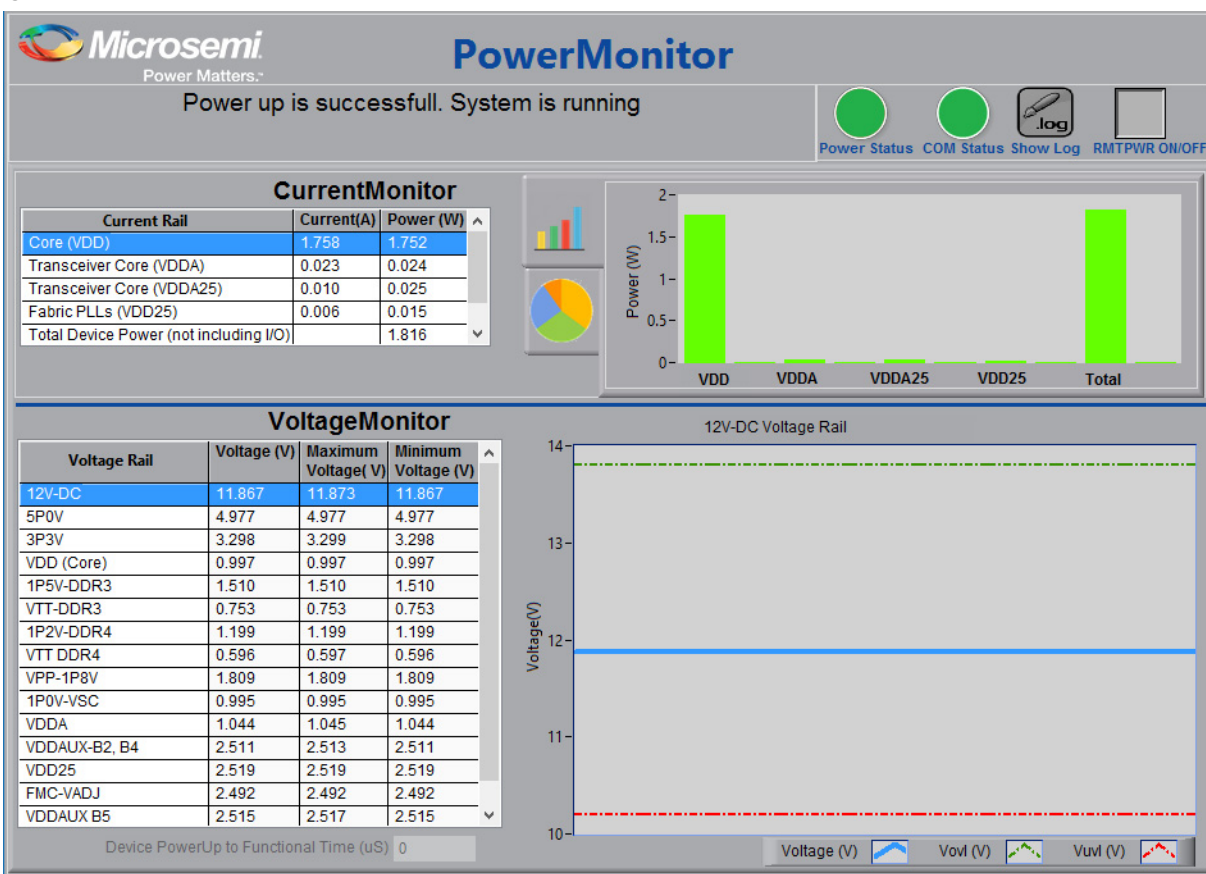 Microsemi.
Power Matters.™
PowerMonitor
Power up is successfull. System is running
.log
Power Status COM Status Show Log RMTPWR ON/OFF
CurrentMonitor
Current Rail Current(A) Power (W)
Core (VDD) 1.758 1.752
Transceiver Core (VDDA) 0.023 0.024
Transceiver Core (VDDA25) 0.010 0.025
Fabric PLLs (VDD25) 0.006 0.015
Total Device Power (not including I/O) 1.816
Power (W)
2
1.5
1
0.5
0
VDD VDDA VDDA25 VDD25 Total
VoltageMonitor
Voltage Rail Voltage (V) Maximum Voltage( V) Minimum Voltage (V)
12V-DC 11.867 11.873 11.867
5P0V 4.977 4.977 4.977
3P3V 3.298 3.299 3.298
VDD (Core) 0.997 0.997 0.997
1P5V-DDR3 1.510 1.510 1.510
VTT-DDR3 0.753 0.753 0.753
1P2V-DDR4 1.199 1.199 1.199
VTT DDR4 0.596 0.597 0.596
VPP-1P8V 1.809 1.809 1.809
1P0V-VSC 0.995 0.995 0.995
VDDA 1.044 1.045 1.044
VDDAUX-B2, B4 2.511 2.513 2.511
VDD25 2.519 2.519 2.519
FMC-VADJ 2.492 2.492 2.492
VDDAUX B5 2.515 2.517 2.515
Device PowerUp to Functional Time (uS) 0
12V-DC Voltage Rail
Voltage(V)
14
13
12
11
10
Voltage (V) Vovl (V) Vuvl (V)